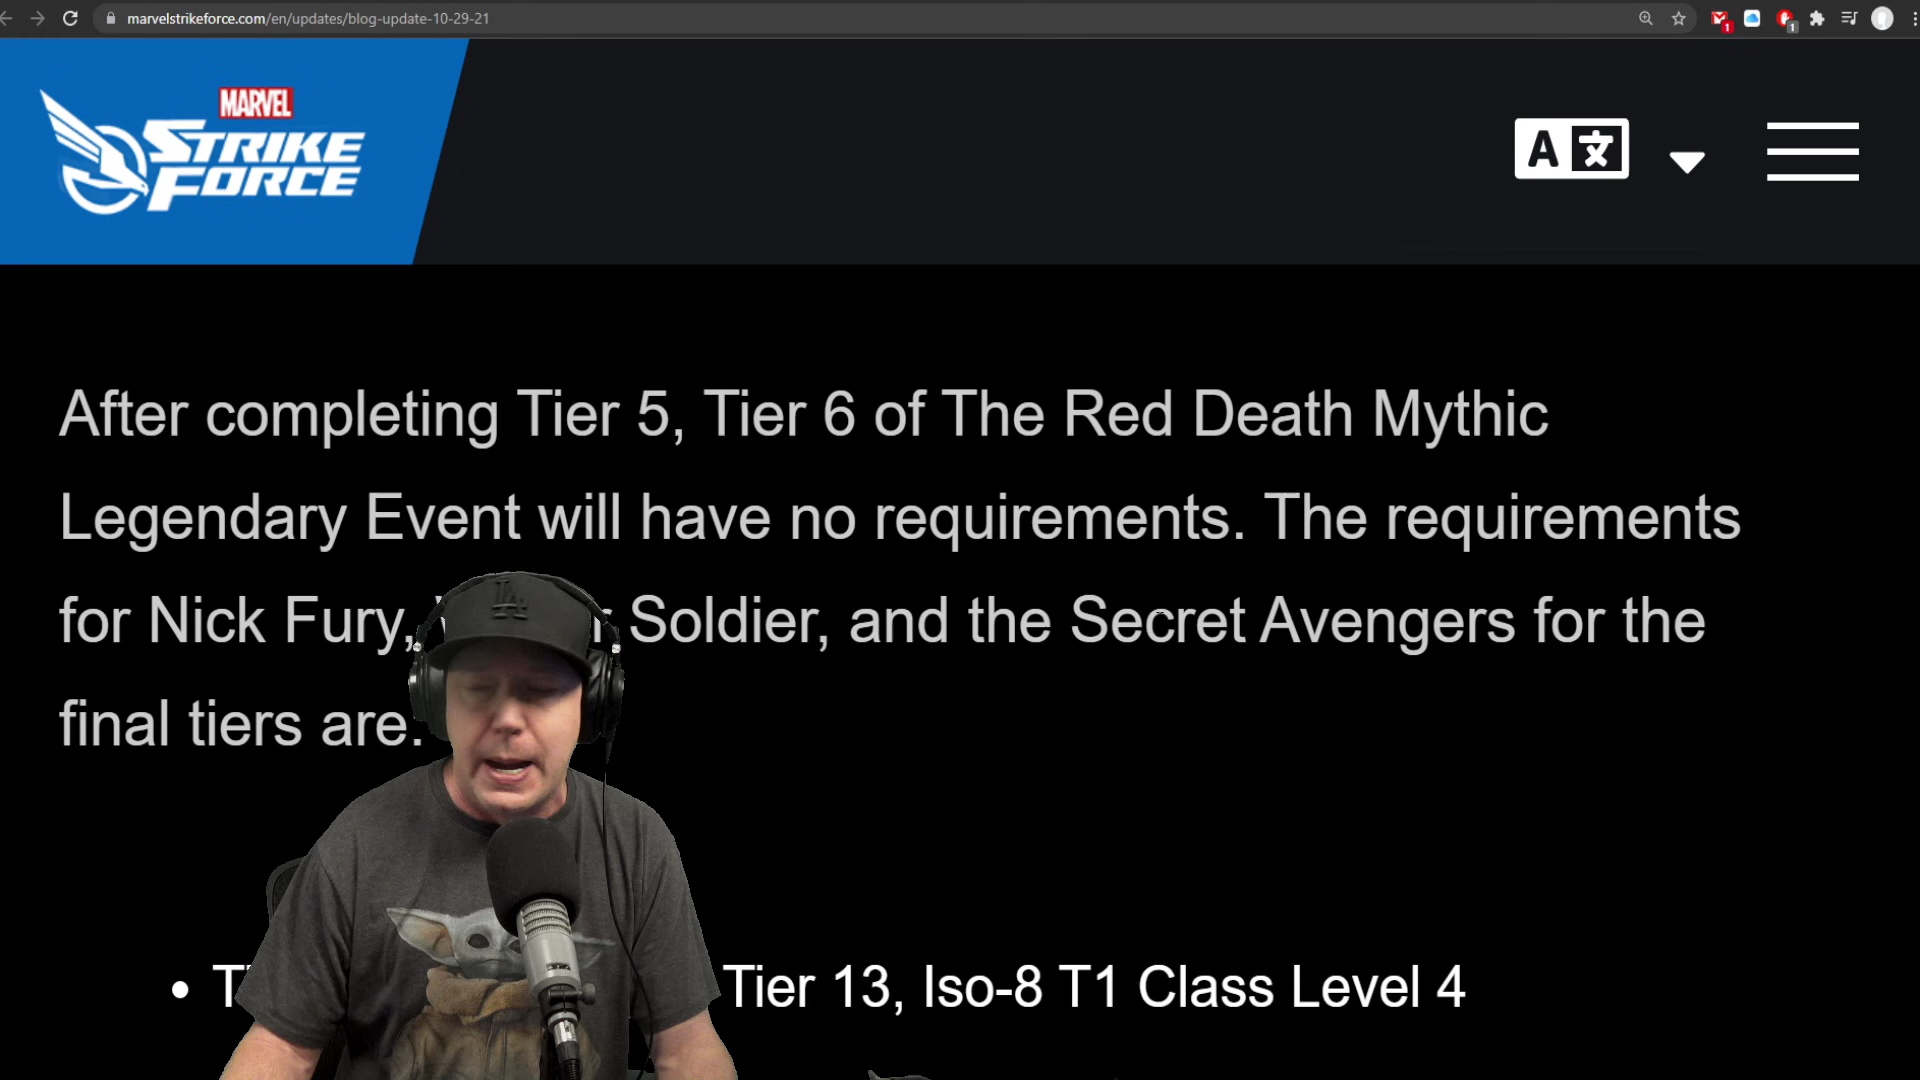 marvelstrikeforce.com/en/updates/blog-update-10-29-21
MARVEL
STRIKE
FORCE
A 文
After completing Tier 5, Tier 6 of The Red Death Mythic
Legendary Event will have no requirements. The requirements
for Nick Fury, Soldier, and the Secret Avengers for the
final tiers are:
LA
• Tier 13, Iso-8 T1 Class Level 4